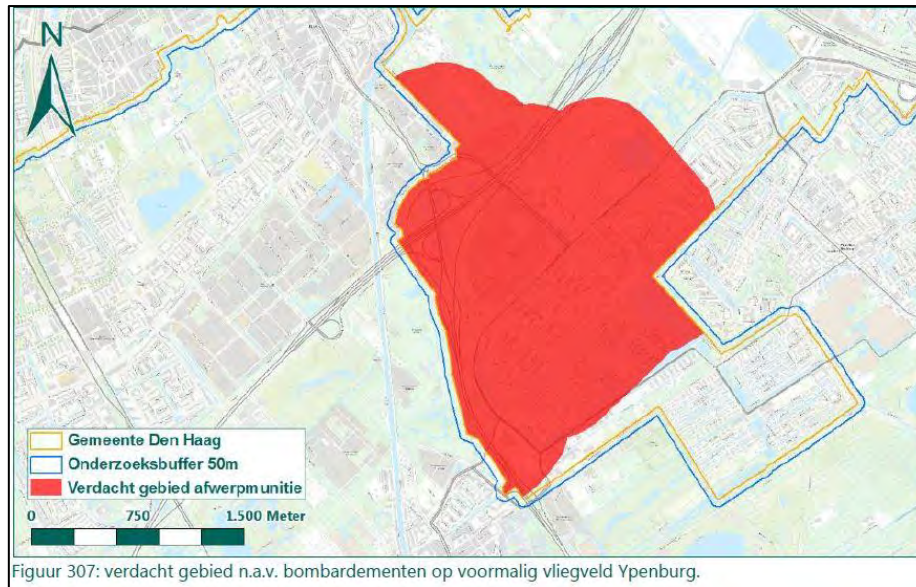 N
Gemeente Den Haag
Onderzoeksbuffer 50m
Verdacht gebied afwerpmunitie
0 750 1.500 Meter
Figuur 307: verdacht gebied n.a.v. bombardementen op voormalig vliegveld Ypenburg.